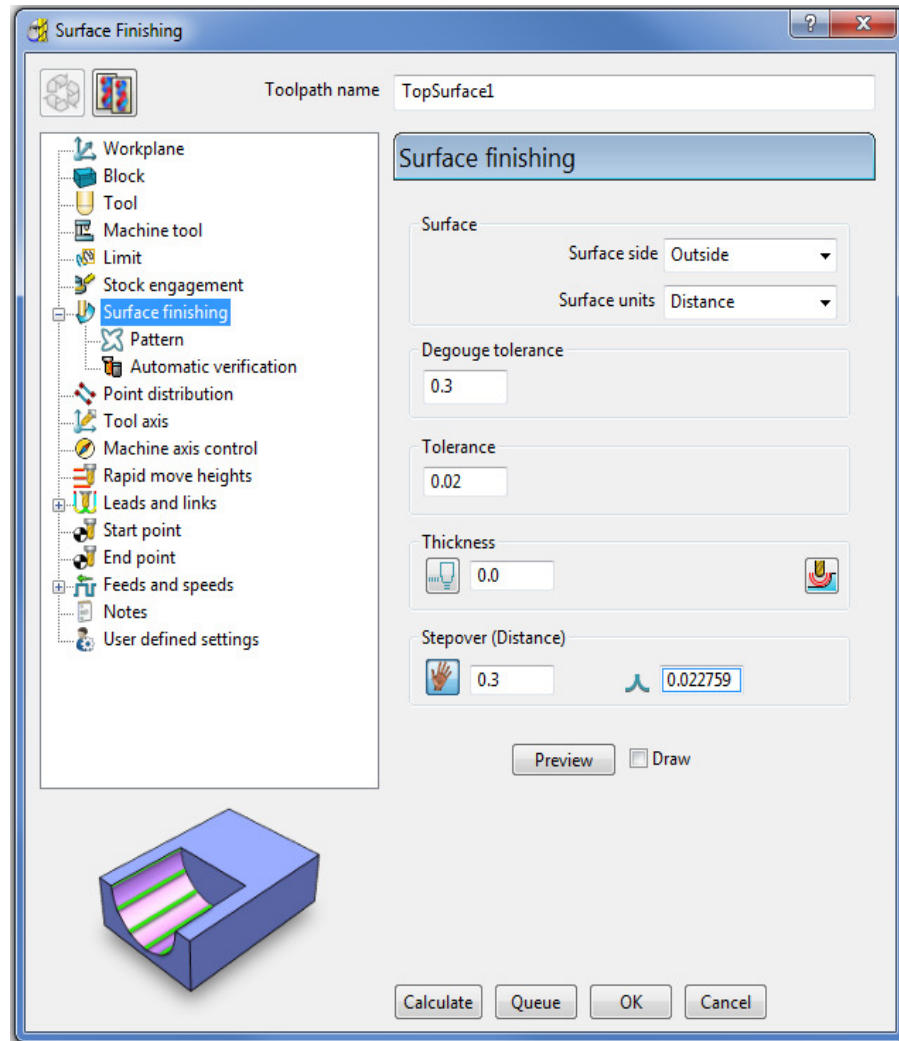 Surface Finishing
Toolpath name TopSurface1
Workplane
Block
Tool
Machine tool
Limit
Stock engagement
Surface finishing
Pattern
Automatic verification
Point distribution
Tool axis
Machine axis control
Rapid move heights
Leads and links
Start point
End point
Feeds and speeds
Notes
User defined settings
Surface finishing
Surface
Surface side Outside
Surface units Distance
Degouge tolerance
0.3
Tolerance
0.02
Thickness
0.0
Stepover (Distance)
0.3 0.022759
Preview Draw
Calculate Queue OK Cancel